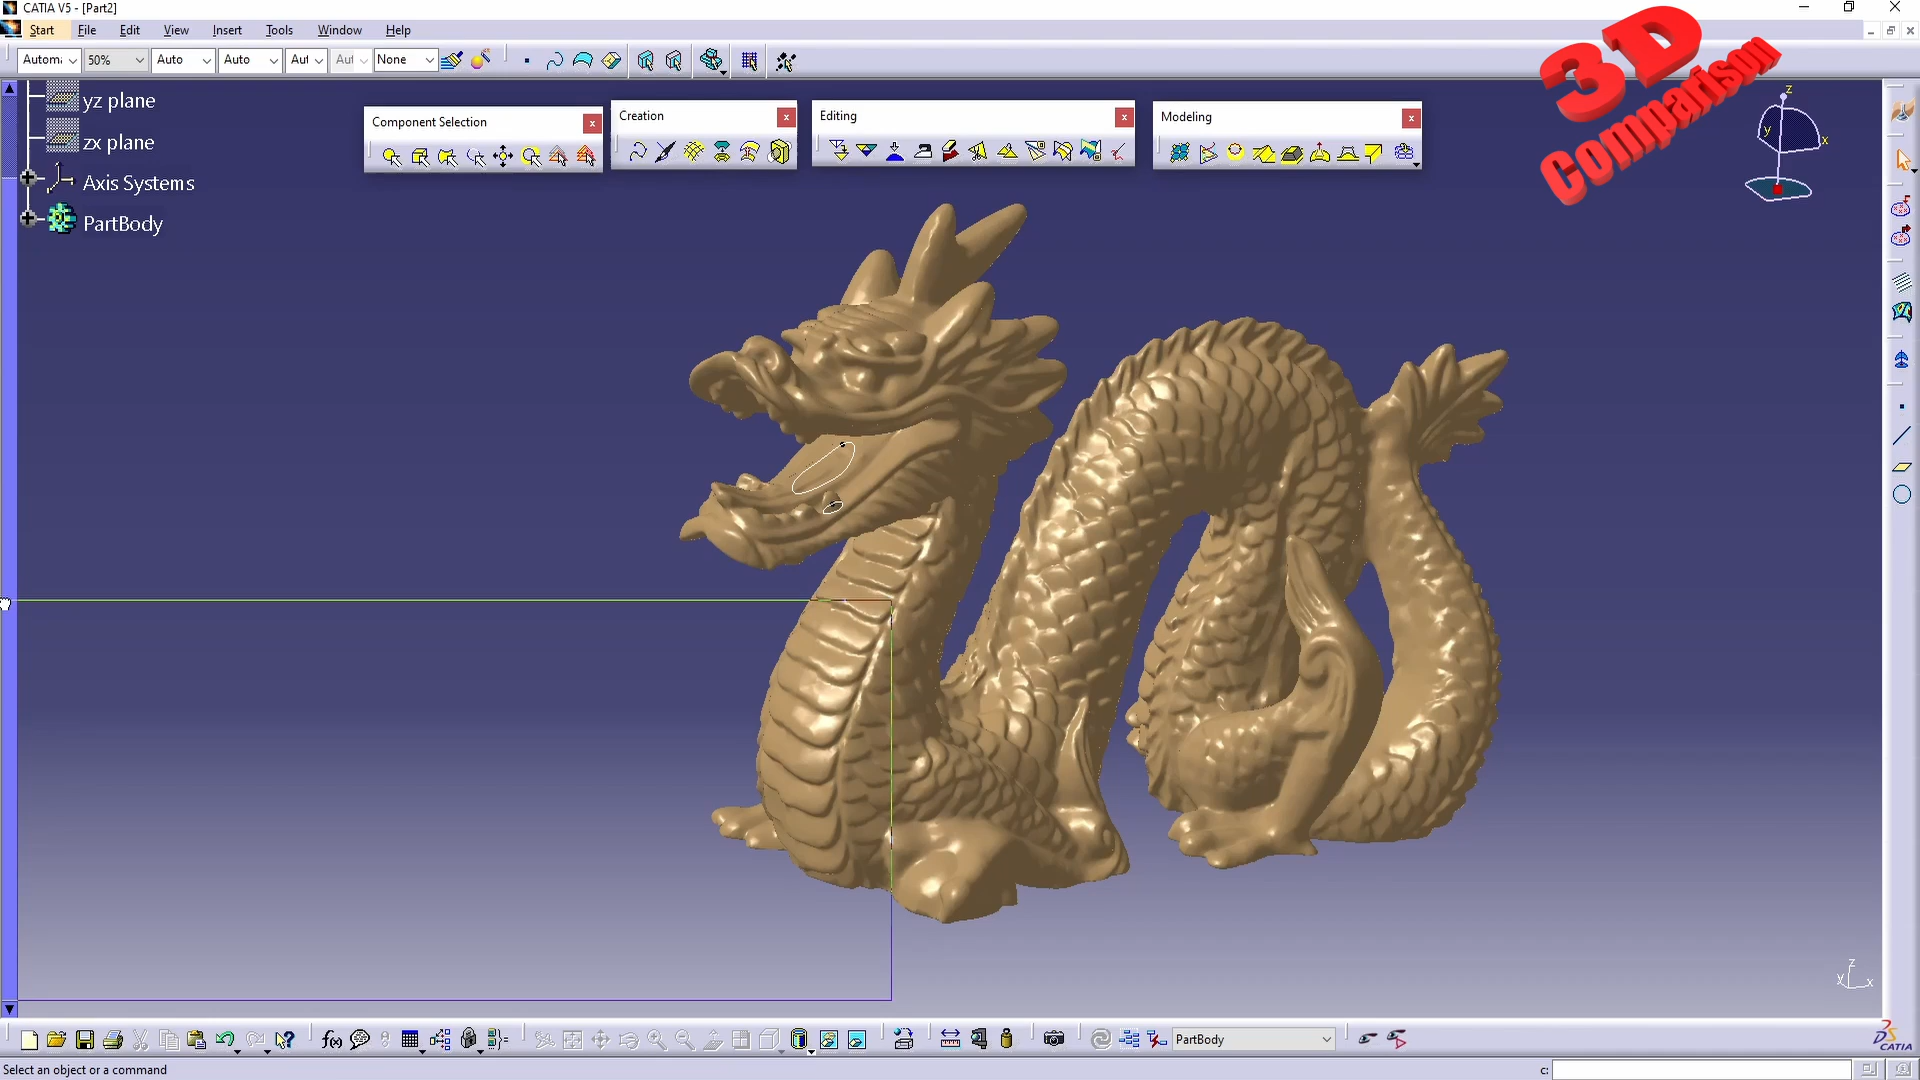 CATIA V5 - [Part2]
Start File Edit View Insert Tools Window Help
Autom 50% Auto Auto Aut Aut None
3D
Comparison
yz plane
zx plane
Axis Systems
PartBody
Component Selection
Creation
Editing
Modeling
z
y
x
z
y
x
f(x)
PartBody
CATIA
Select an object or a command
c: